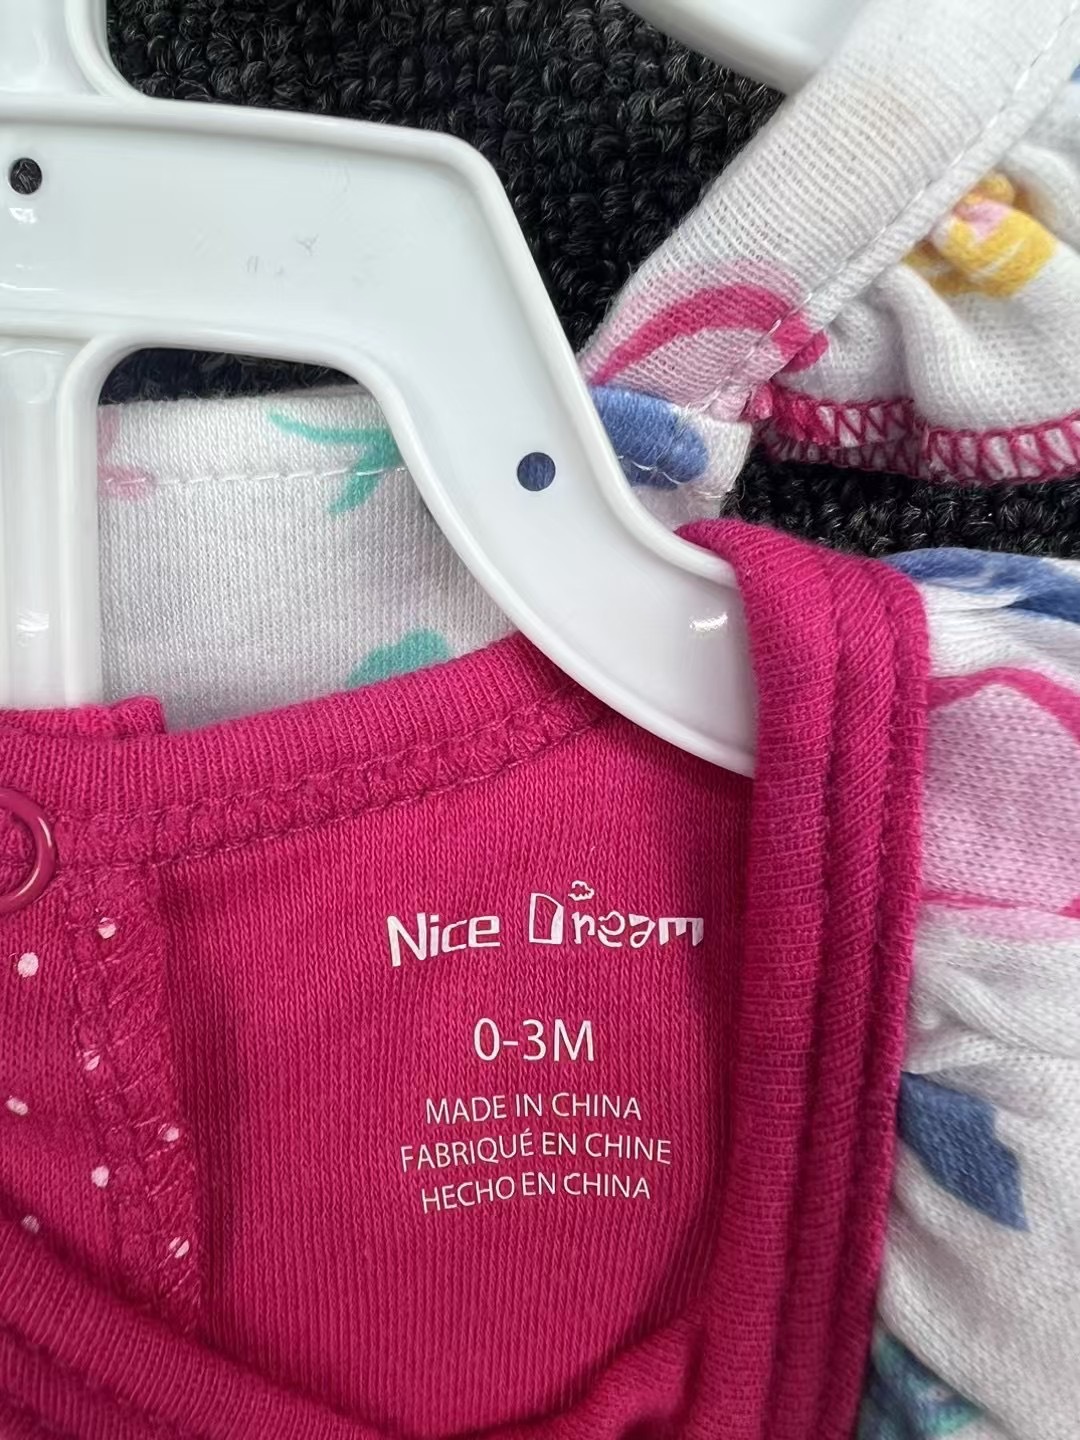 Nice Dream
0-3M
MADE IN CHINA
FABRIQUÉ EN CHINE
HECHO EN CHINA